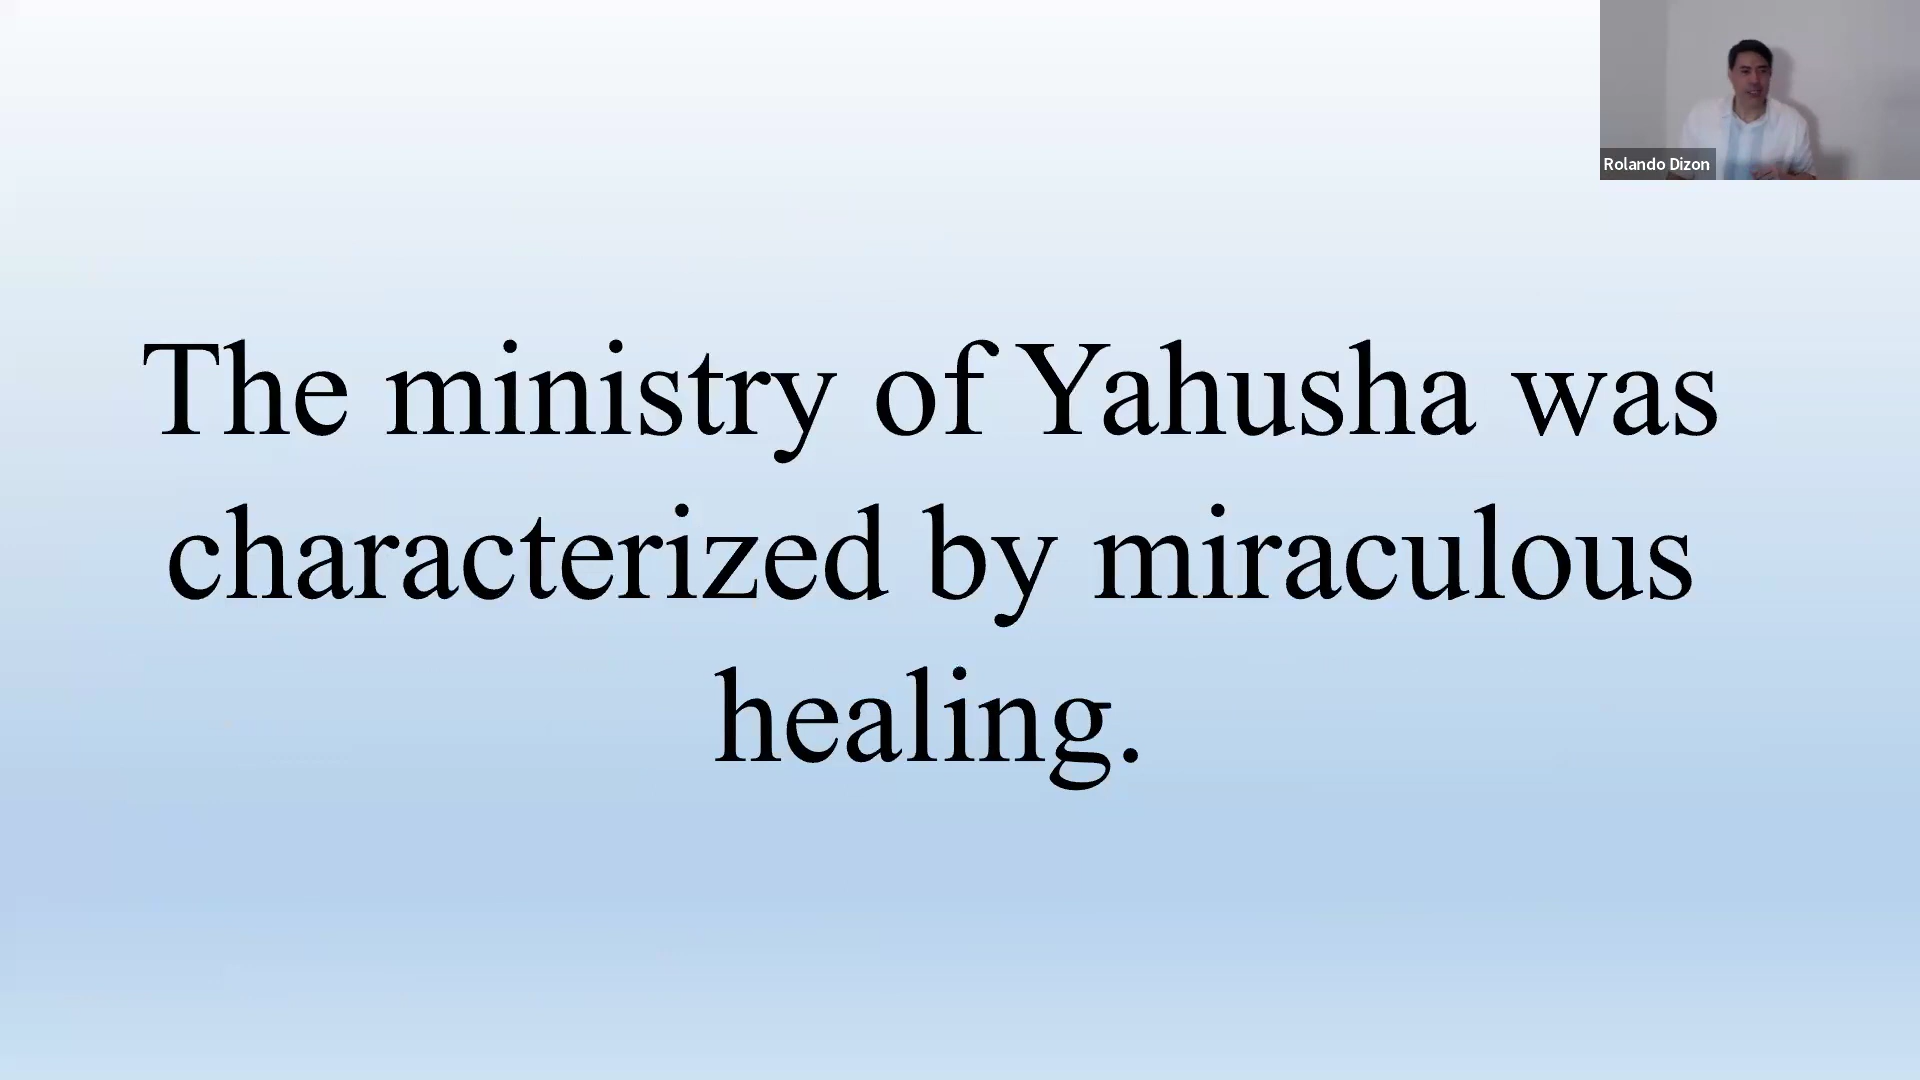 Rolando Dizon
The ministry of Yahusha was
characterized by miraculous
healing.